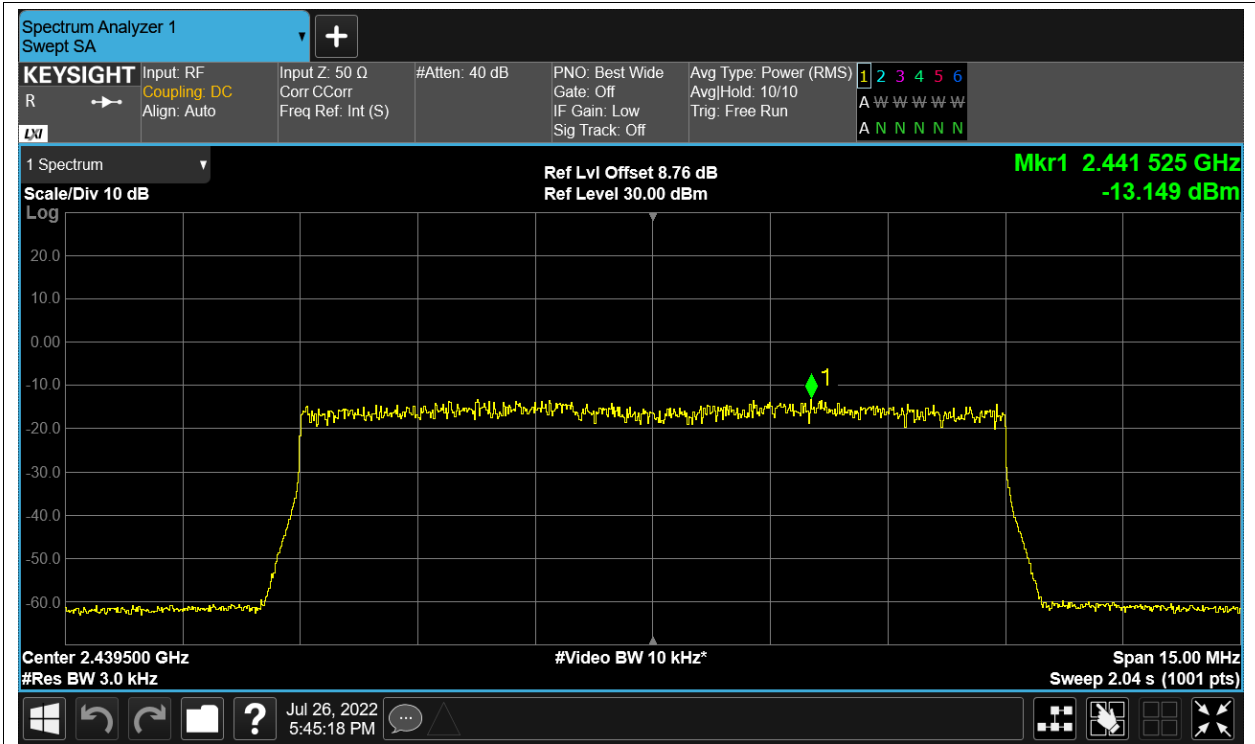 Spectrum Analyzer 1
Swept SA
+
KEYSIGHT
R
LXI
Input: RF
Coupling: DC
Align: Auto
Input Z: 50 Ω
Corr CCorr
Freq Ref: Int (S)
#Atten: 40 dB
PNO: Best Wide
Gate: Off
IF Gain: Low
Sig Track: Off
Avg Type: Power (RMS)
Avg|Hold: 10/10
Trig: Free Run
1 2 3 4 5 6
A W W W W W
A N N N N N
1 Spectrum
Scale/Div 10 dB
Log
Ref Lvl Offset 8.76 dB
Ref Level 30.00 dBm
Mkr1 2.441 525 GHz
-13.149 dBm
20.0
10.0
0.00
-10.0
-20.0
-30.0
-40.0
-50.0
-60.0
1
Center 2.439500 GHz
#Res BW 3.0 kHz
#Video BW 10 kHz*
Span 15.00 MHz
Sweep 2.04 s (1001 pts)
?
Jul 26, 2022
5:45:18 PM